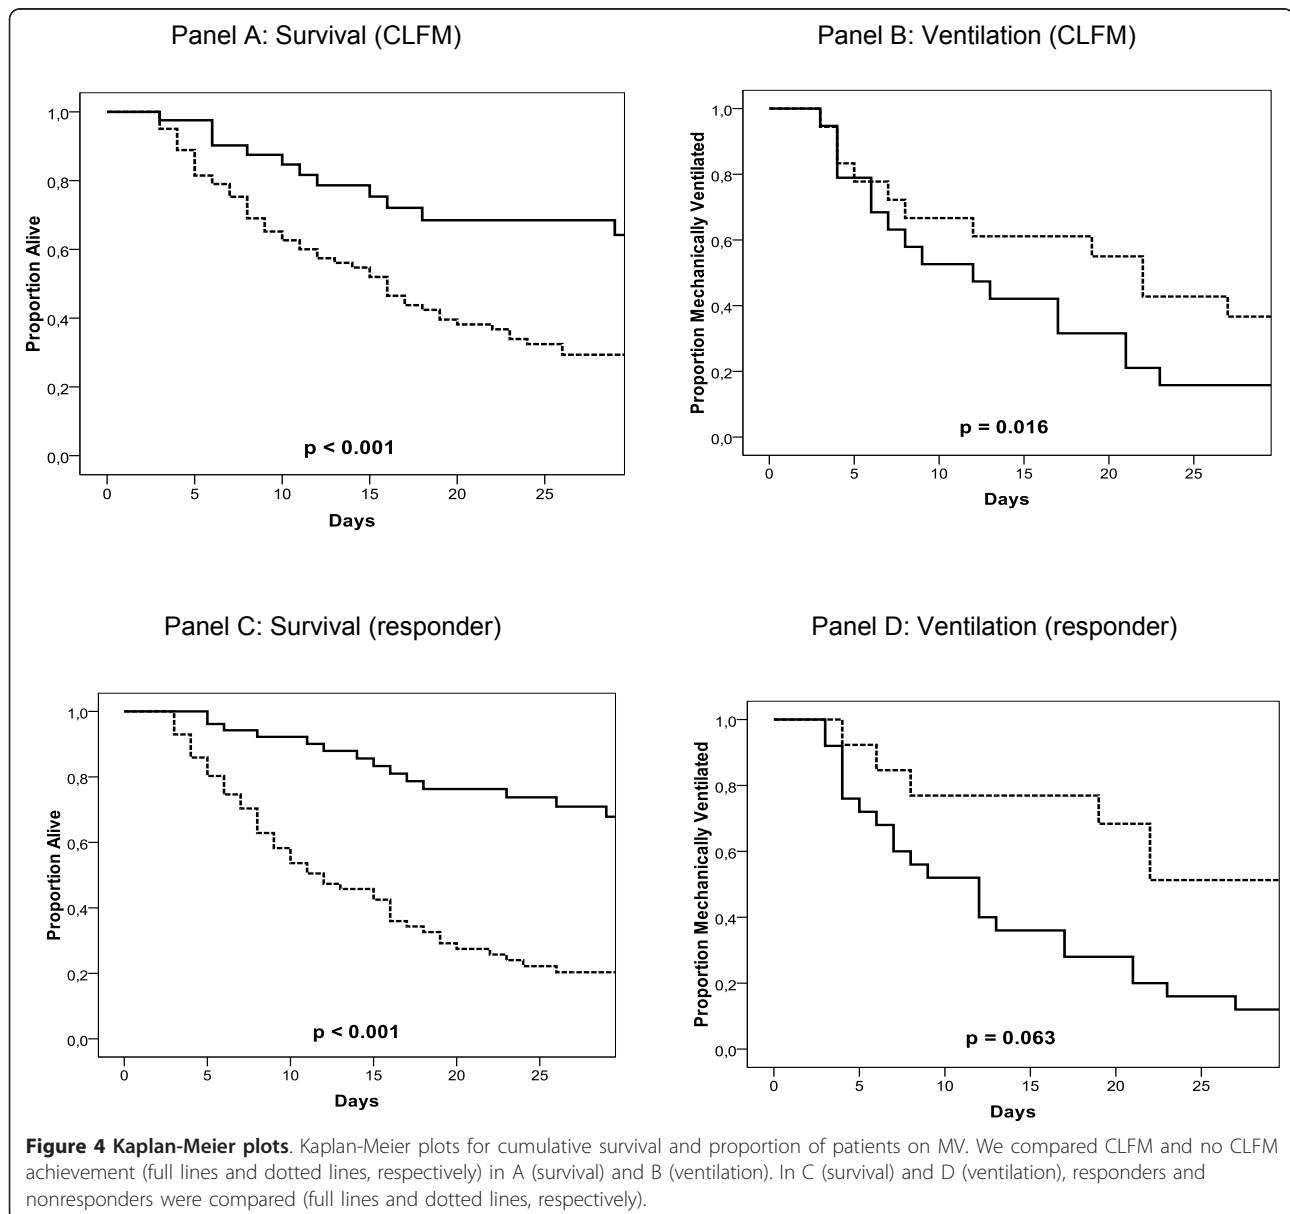 Panel A: Survival (CLFM)
Proportion Alive
1,0
0,8
0,6
0,4
0,2
0,0
p < 0.001
0 5 10 15 20 25
Days
Panel B: Ventilation (CLFM)
Proportion Mechanically Ventilated
1,0
0,8
0,6
0,4
0,2
0,0
p = 0.016
0 5 10 15 20 25
Days
Panel C: Survival (responder)
Proportion Alive
1,0
0,8
0,6
0,4
0,2
0,0
p < 0.001
0 5 10 15 20 25
Days
Panel D: Ventilation (responder)
Proportion Mechanically Ventilated
1,0
0,8
0,6
0,4
0,2
0,0
p = 0.063
0 5 10 15 20 25
Days
Figure 4 Kaplan-Meier plots. Kaplan-Meier plots for cumulative survival and proportion of patients on MV. We compared CLFM and no CLFM
achievement (full lines and dotted lines, respectively) in A (survival) and B (ventilation). In C (survival) and D (ventilation), responders and
nonresponders were compared (full lines and dotted lines, respectively).